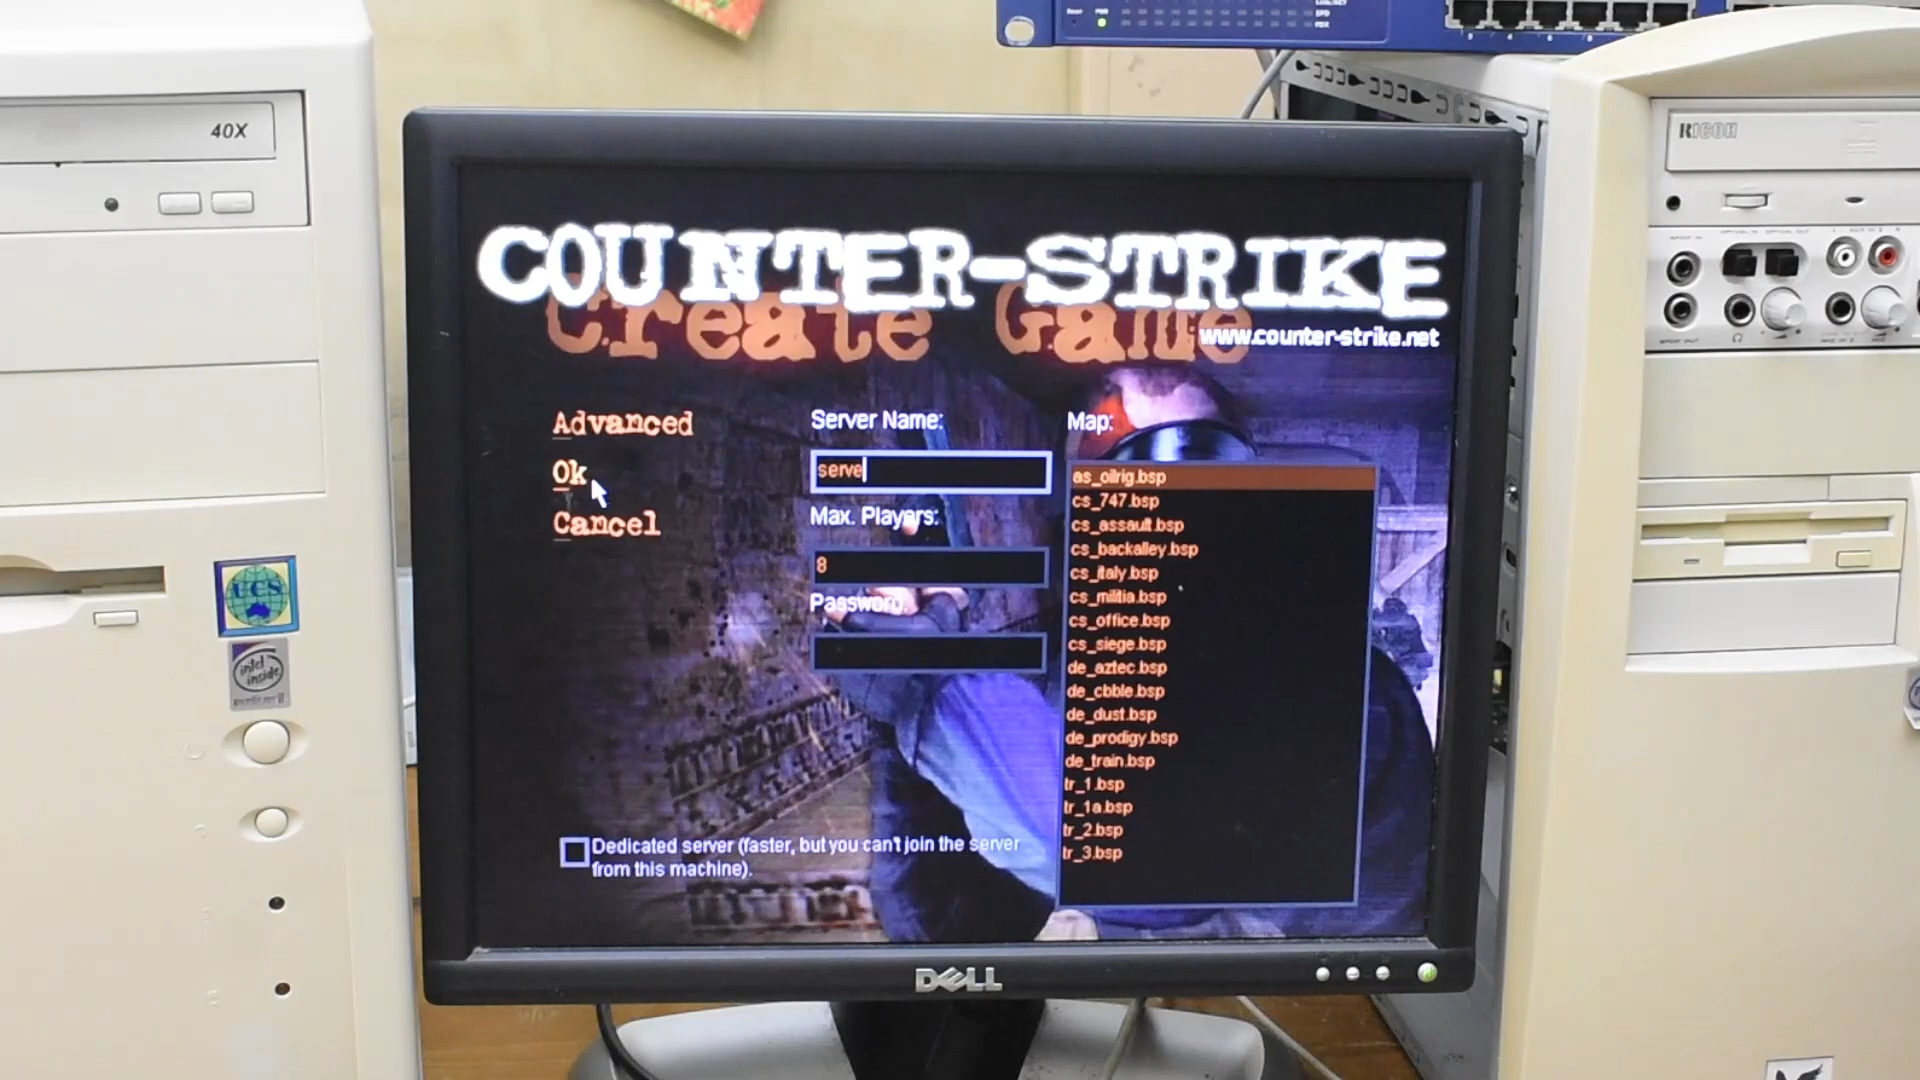 40X
RICOH
COUNTER-STRIKE
Create Game
www.counter-strike.net
Advanced
Ok
Cancel
Server Name:
serve
Max. Players:
8
Password:
Map:
as_oilrig.bsp
cs_747.bsp
cs_assault.bsp
cs_backalley.bsp
cs_italy.bsp
cs_militia.bsp
cs_office.bsp
cs_siege.bsp
de_aztec.bsp
de_cbble.bsp
de_dust.bsp
de_prodigy.bsp
de_train.bsp
tr_1.bsp
tr_1a.bsp
tr_2.bsp
tr_3.bsp
Dedicated server (faster, but you can't join the server
from this machine).
UCS
intel
inside
pentium II
DELL